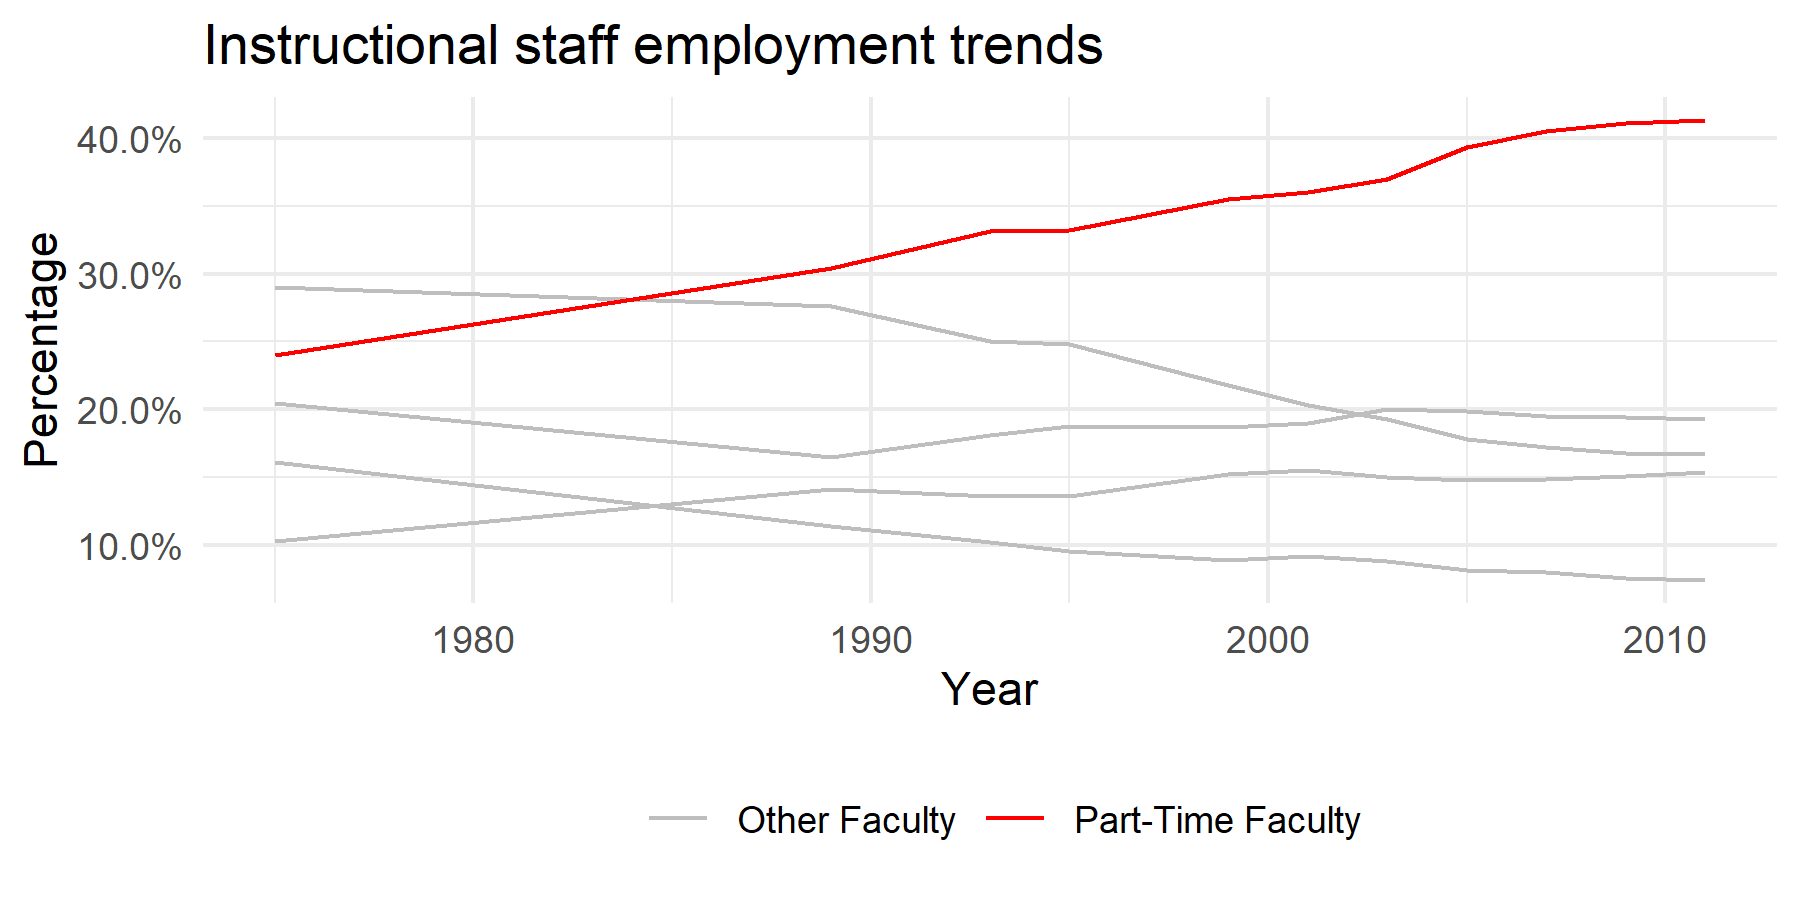 Instructional staff employment trends
40.0%
30.0%
20.0%
10.0%
Percentage
1980 1990 2000 2010
Year
Other Faculty Part-Time Faculty